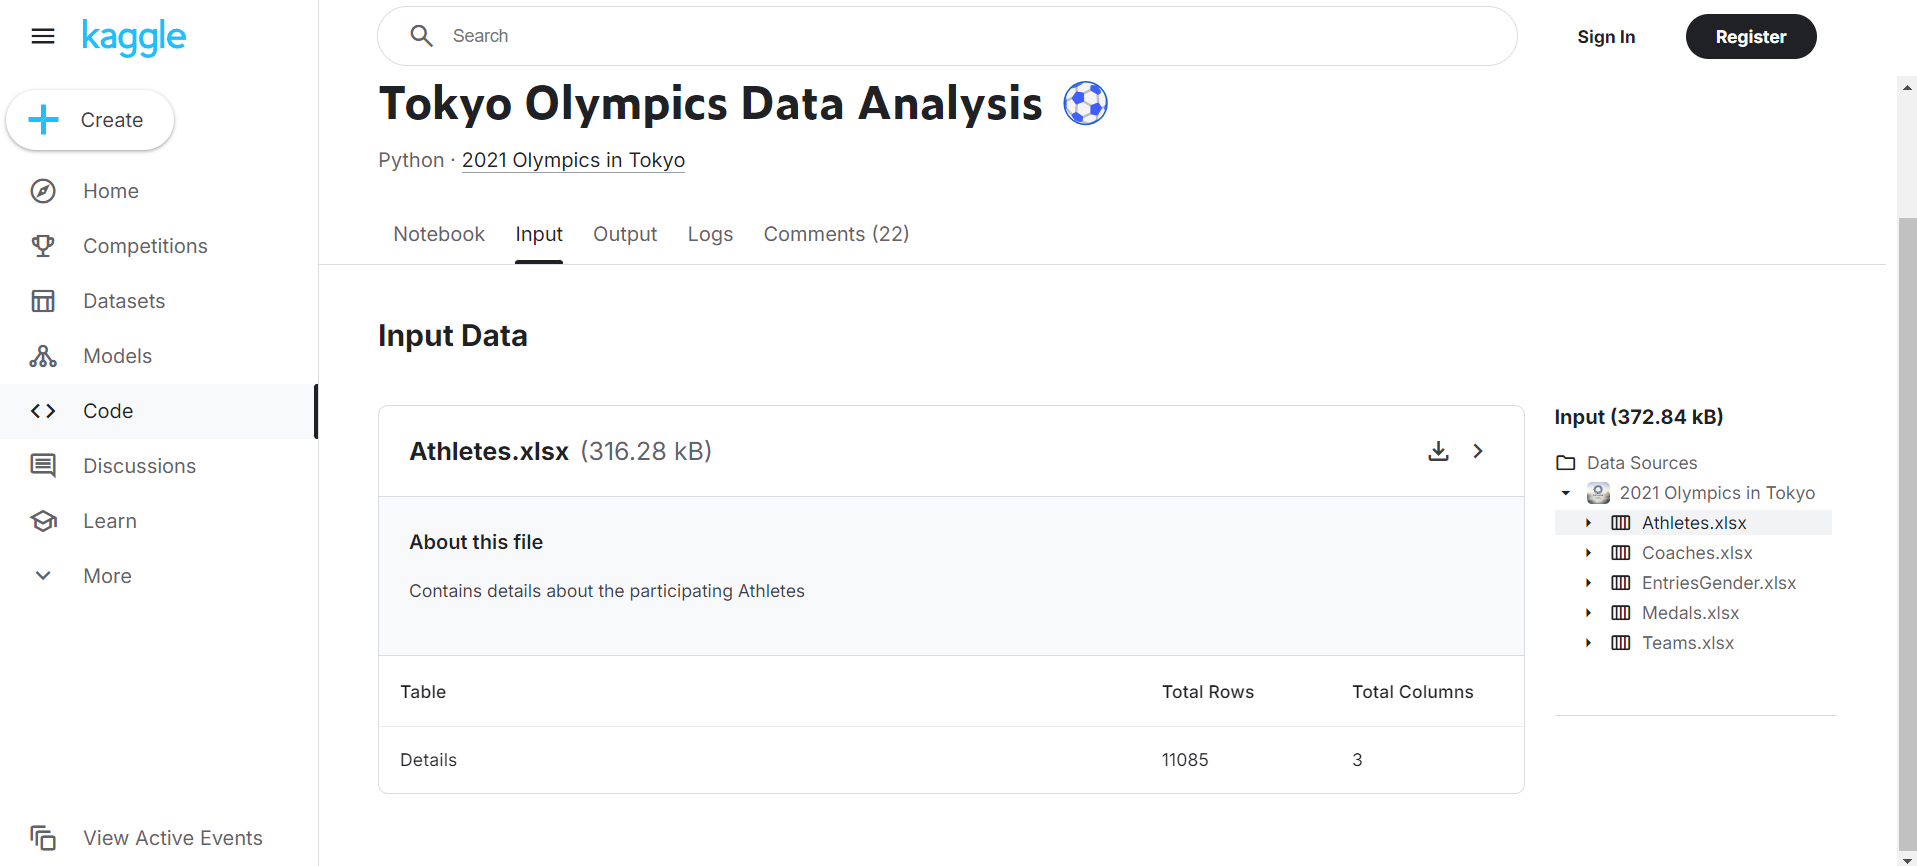 kaggle
Search
Sign In
Register
Create
Home
Competitions
Datasets
Models
Code
Discussions
Learn
More
View Active Events
Tokyo Olympics Data Analysis
Python · 2021 Olympics in Tokyo
Notebook Input Output Logs Comments (22)
Input Data
Athletes.xlsx (316.28 kB)
About this file
Contains details about the participating Athletes
Table Total Rows Total Columns
Details 11085 3
Input (372.84 kB)
Data Sources
2021 Olympics in Tokyo
Athletes.xlsx
Coaches.xlsx
EntriesGender.xlsx
Medals.xlsx
Teams.xlsx